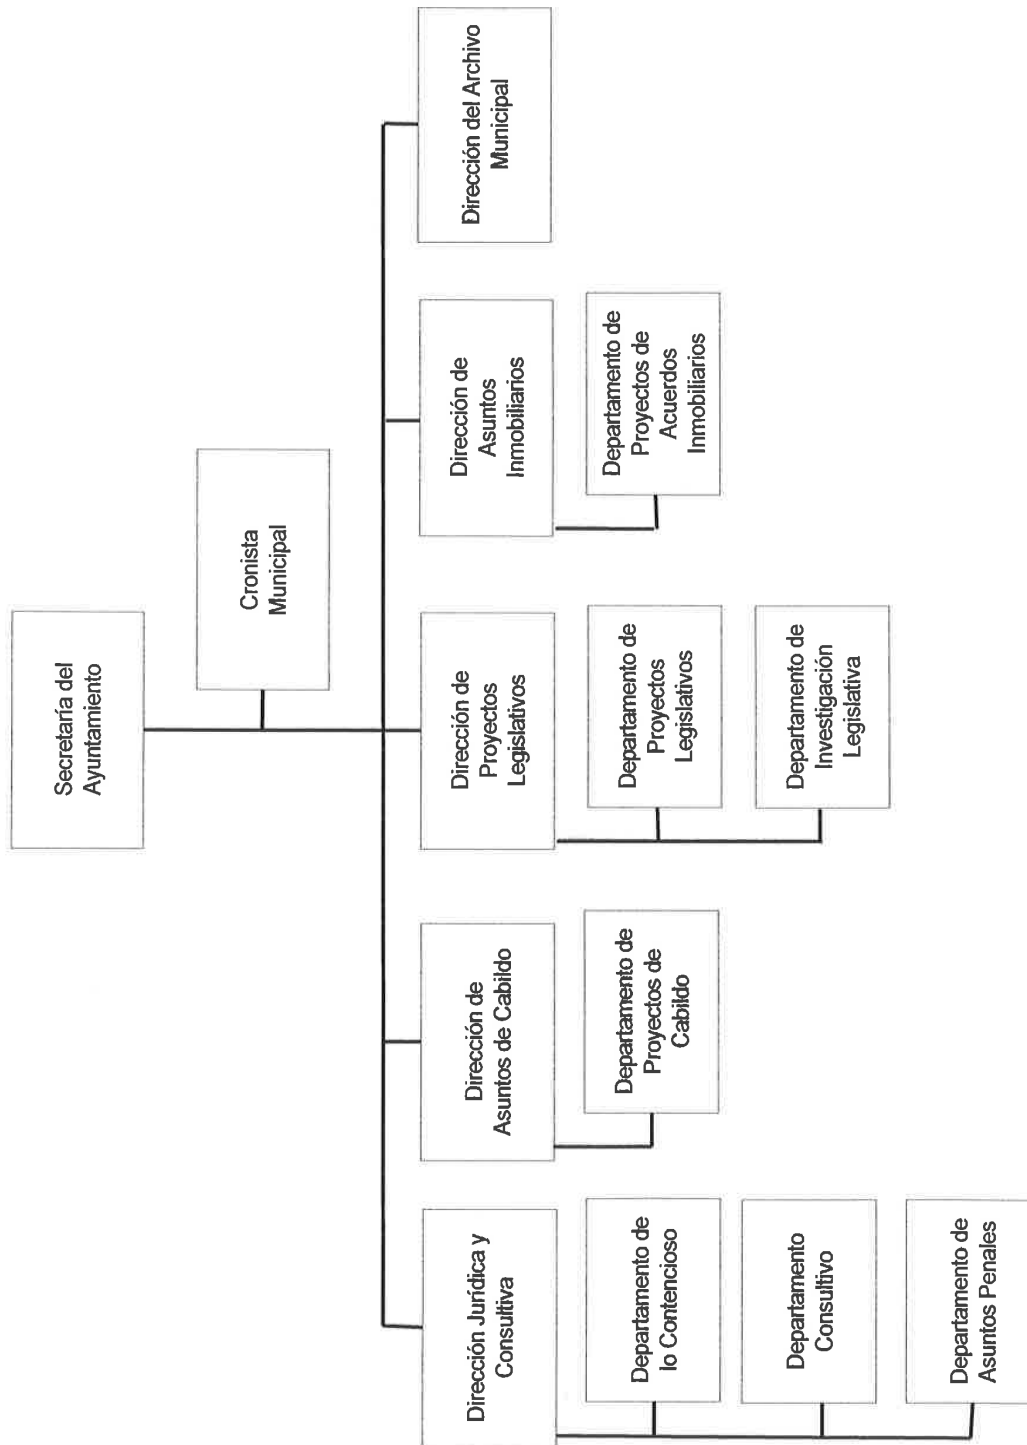 Secretaría del
Ayuntamiento
Cronista
Municipal
Dirección Jurídica y
Consultiva
Dirección de
Asuntos de Cabildo
Dirección de
Proyectos
Legislativos
Dirección de
Asuntos
Inmobiliarios
Dirección del Archivo
Municipal
Departamento de
lo Contencioso
Departamento
Consultivo
Departamento de
Asuntos Penales
Departamento de
Proyectos de
Cabildo
Departamento de
Proyectos
Legislativos
Departamento de
Investigación
Legislativa
Departamento de
Proyectos de
Acuerdos
Inmobiliarios